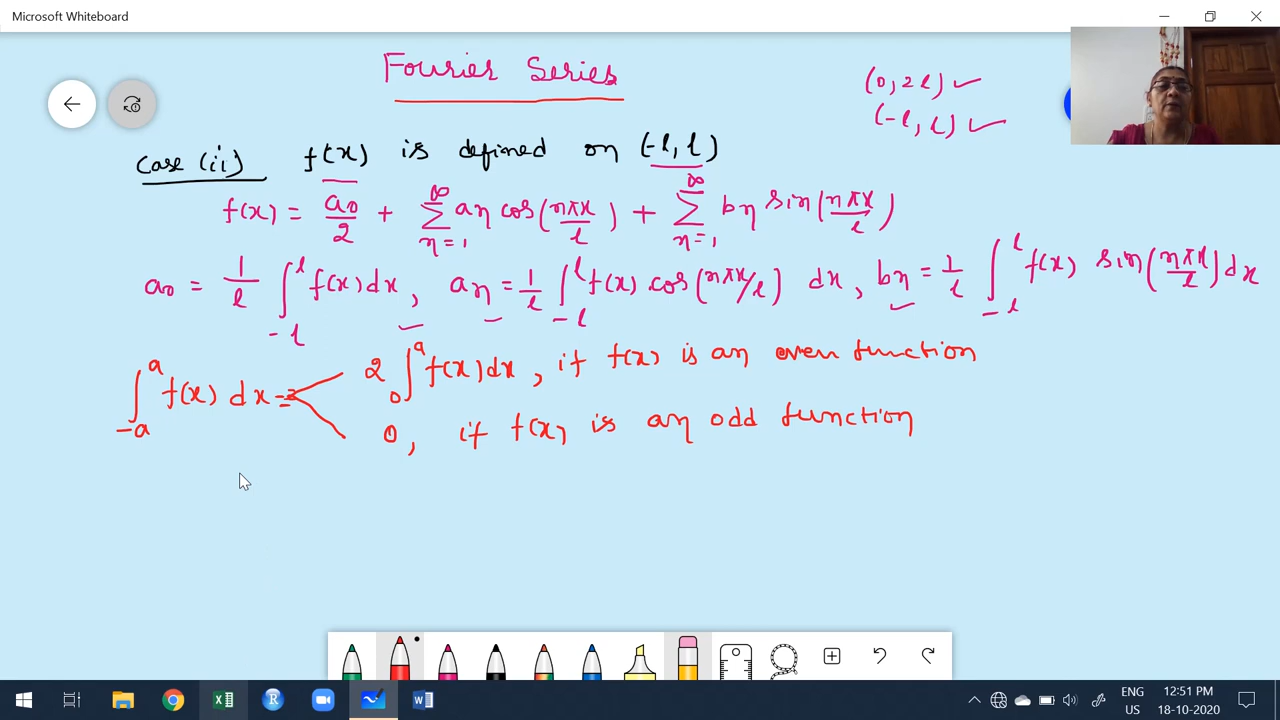 Microsoft Whiteboard
Fourier Series
(0, 2l) ✓
(-l, l) ✓
Case (ii) f(x) is defined on (-l, l)
f(x) = a0/2 + ∑_{n=1}^{∞} an cos(nπx/l) + ∑_{n=1}^{∞} bn sin(nπx/l)
a0 = 1/l ∫_{-l}^{l} f(x) dx, an = 1/l ∫_{-l}^{l} f(x) cos(nπx/l) dx, bn = 1/l ∫_{-l}^{l} f(x) sin(nπx/l) dx
∫_{-a}^{a} f(x) dx = 2 ∫_{0}^{a} f(x) dx, if f(x) is an even function
0, if f(x) is an odd function
ENG 12:51 PM
US 18-10-2020